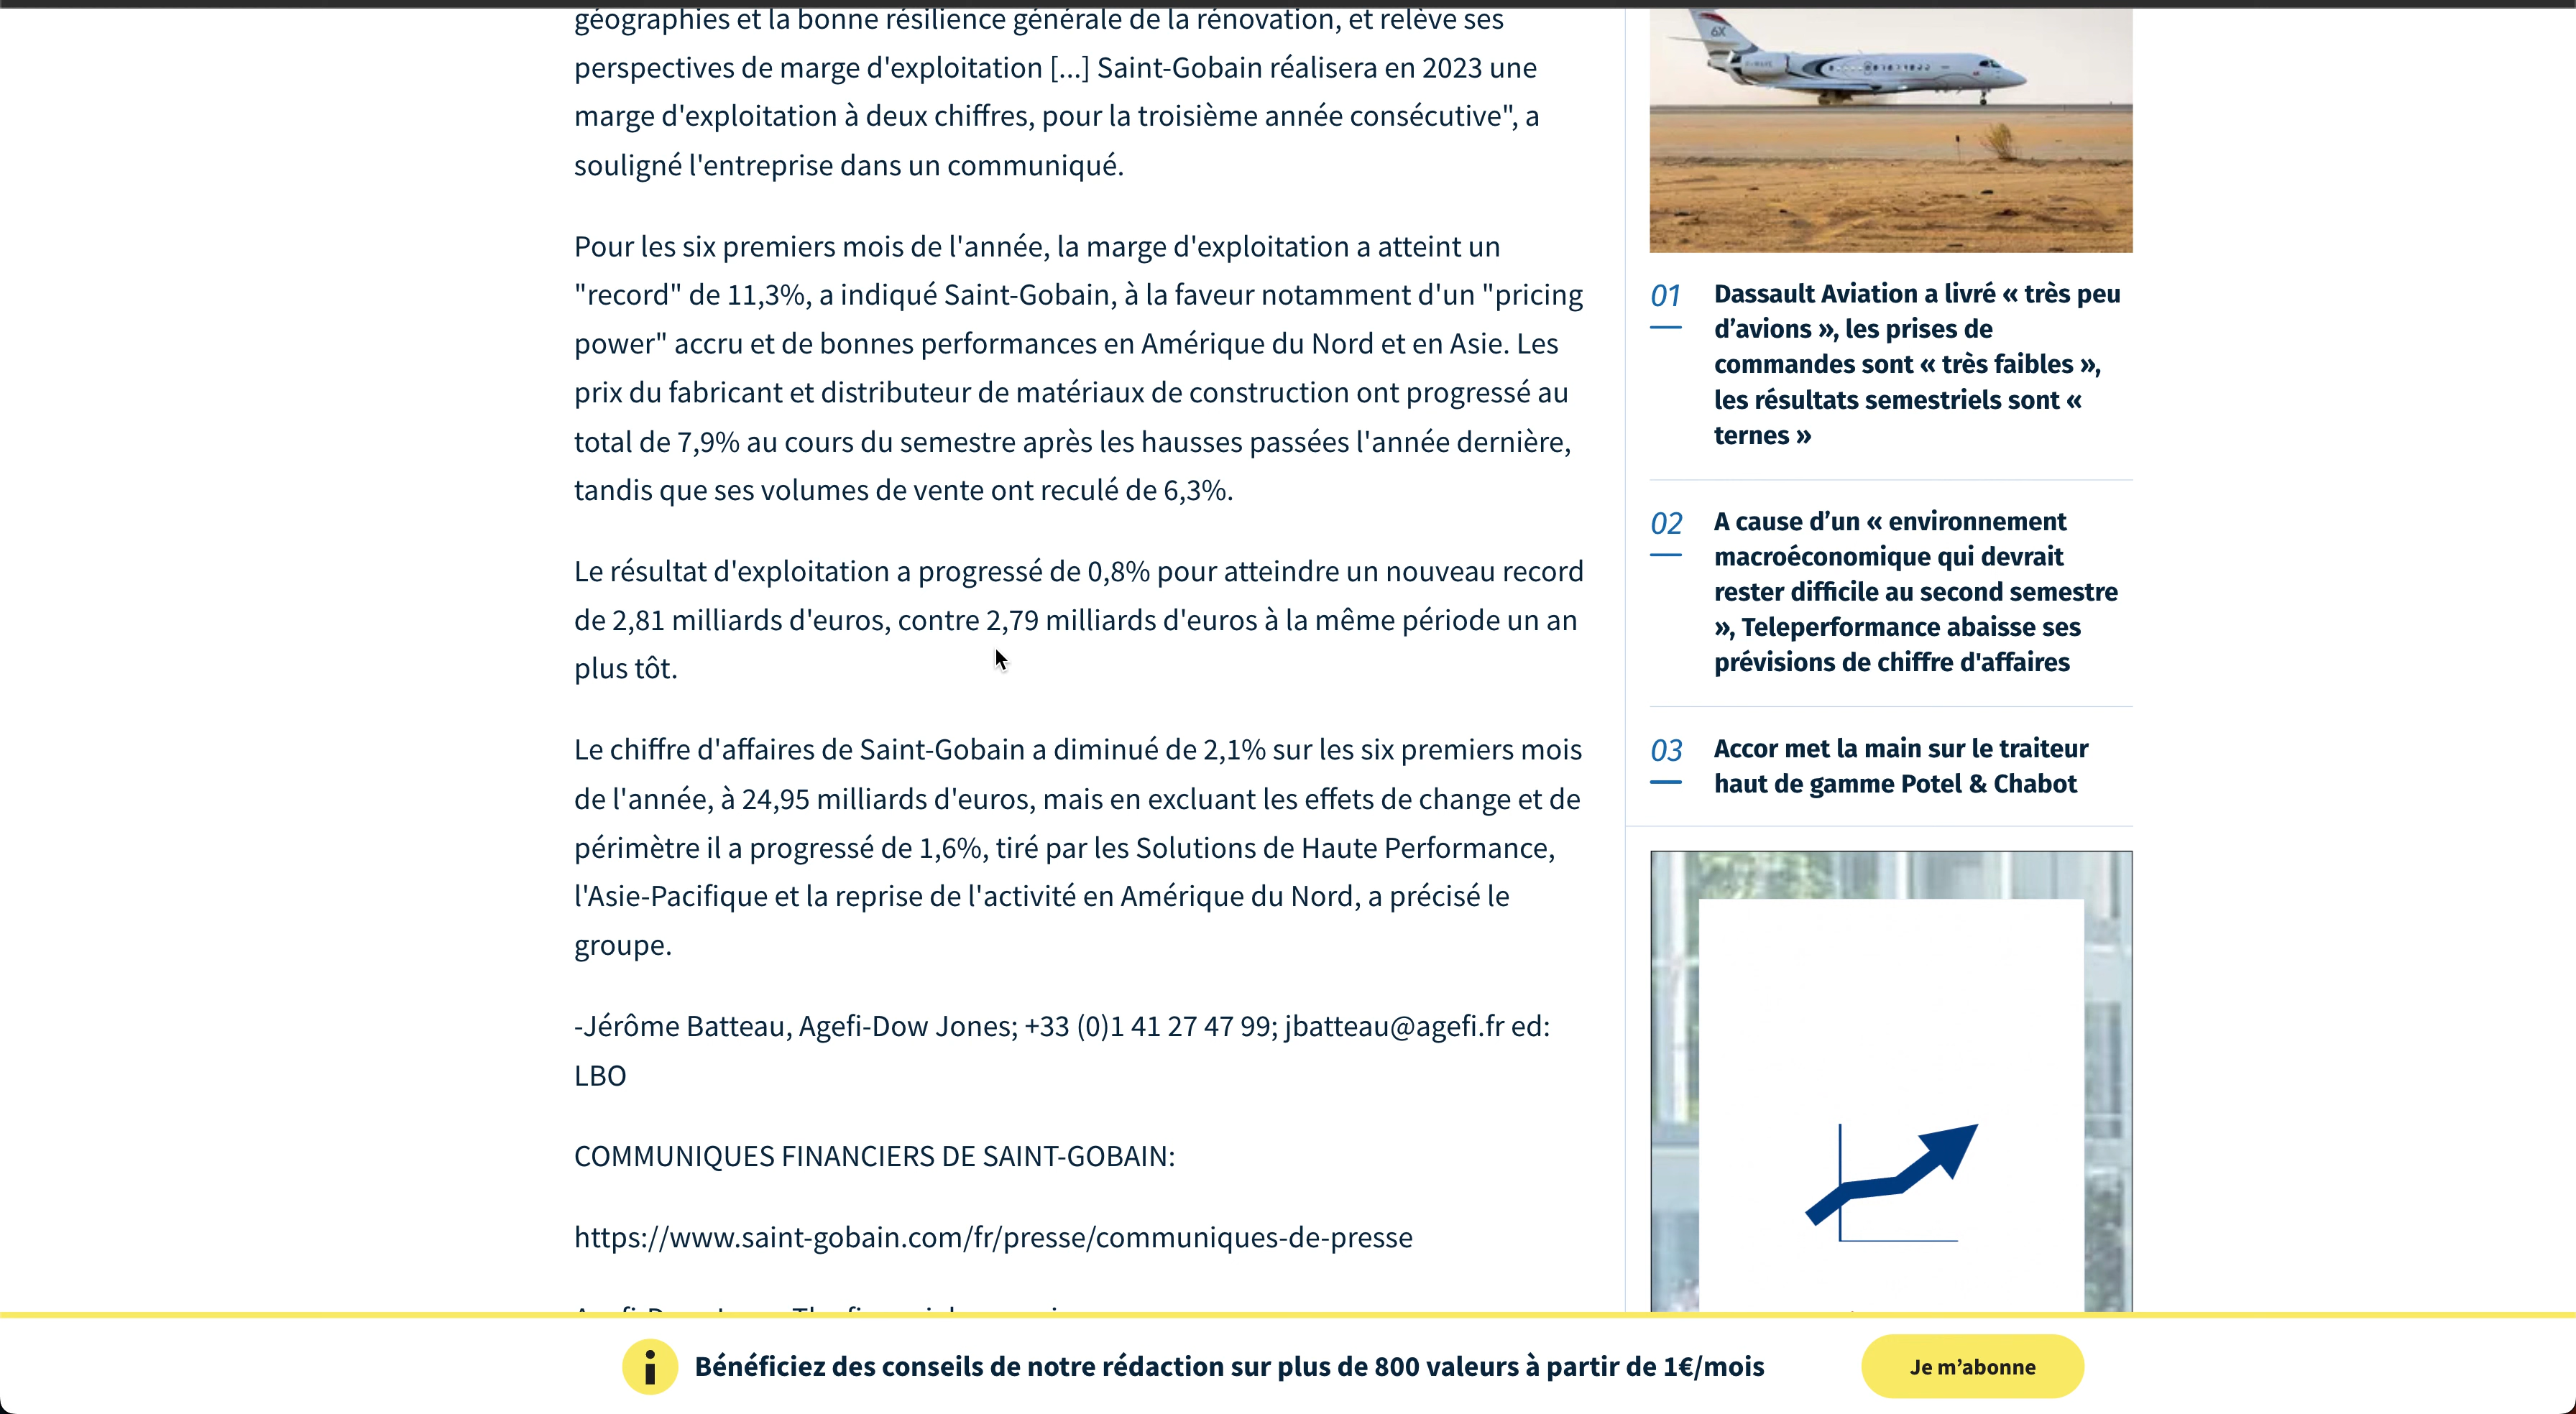 géographies et la bonne résilience générale de la rénovation, et relève ses
perspectives de marge d'exploitation [...] Saint-Gobain réalisera en 2023 une
marge d'exploitation à deux chiffres, pour la troisième année consécutive", a
souligné l'entreprise dans un communiqué.
Pour les six premiers mois de l'année, la marge d'exploitation a atteint un
"record" de 11,3%, a indiqué Saint-Gobain, à la faveur notamment d'un "pricing
power" accru et de bonnes performances en Amérique du Nord et en Asie. Les
prix du fabricant et distributeur de matériaux de construction ont progressé au
total de 7,9% au cours du semestre après les hausses passées l'année dernière,
tandis que ses volumes de vente ont reculé de 6,3%.
Le résultat d'exploitation a progressé de 0,8% pour atteindre un nouveau record
de 2,81 milliards d'euros, contre 2,79 milliards d'euros à la même période un an
plus tôt.
Le chiffre d'affaires de Saint-Gobain a diminué de 2,1% sur les six premiers mois
de l'année, à 24,95 milliards d'euros, mais en excluant les effets de change et de
périmètre il a progressé de 1,6%, tiré par les Solutions de Haute Performance,
l'Asie-Pacifique et la reprise de l'activité en Amérique du Nord, a précisé le
groupe.
-Jérôme Batteau, Agefi-Dow Jones; +33 (0)1 41 27 47 99; jbatteau@agefi.fr ed:
LBO
COMMUNIQUES FINANCIERS DE SAINT-GOBAIN:
https://www.saint-gobain.com/fr/presse/communiques-de-presse
6X
01
Dassault Aviation a livré « très peu
d’avions », les prises de
commandes sont « très faibles »,
les résultats semestriels sont «
ternes »
02
A cause d’un « environnement
macroéconomique qui devrait
rester difficile au second semestre
», Teleperformance abaisse ses
prévisions de chiffre d'affaires
03
Accor met la main sur le traiteur
haut de gamme Potel & Chabot
Bénéficiez des conseils de notre rédaction sur plus de 800 valeurs à partir de 1€/mois
Je m’abonne